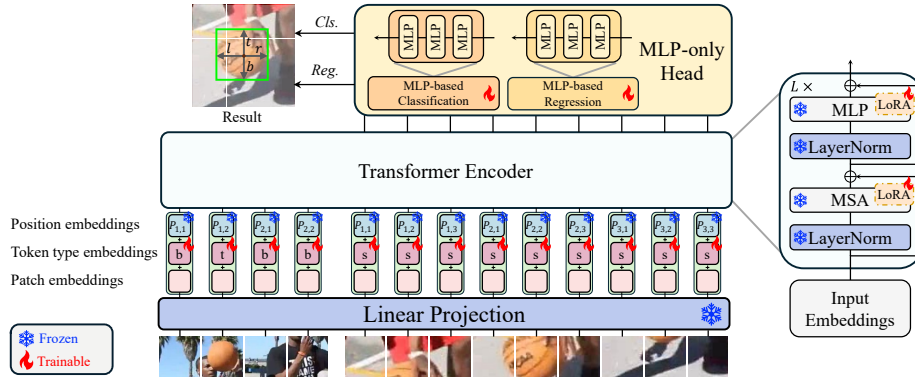 Cls.
Reg.
l
t
r
b
Result
MLP
MLP
MLP
MLP
MLP
MLP
MLP-only
Head
MLP-based
Classification
MLP-based
Regression
Transformer Encoder
L ×
MLP
LoRA
LayerNorm
MSA
LoRA
LayerNorm
Input
Embeddings
Position embeddings
P1,1 P1,2 P2,1 P2,2 P1,1 P1,2 P1,3 P2,1 P2,2 P2,3 P3,1 P3,2 P3,3
Token type embeddings
b t b b s s s s s s s s s
Patch embeddings
Linear Projection
Frozen
Trainable